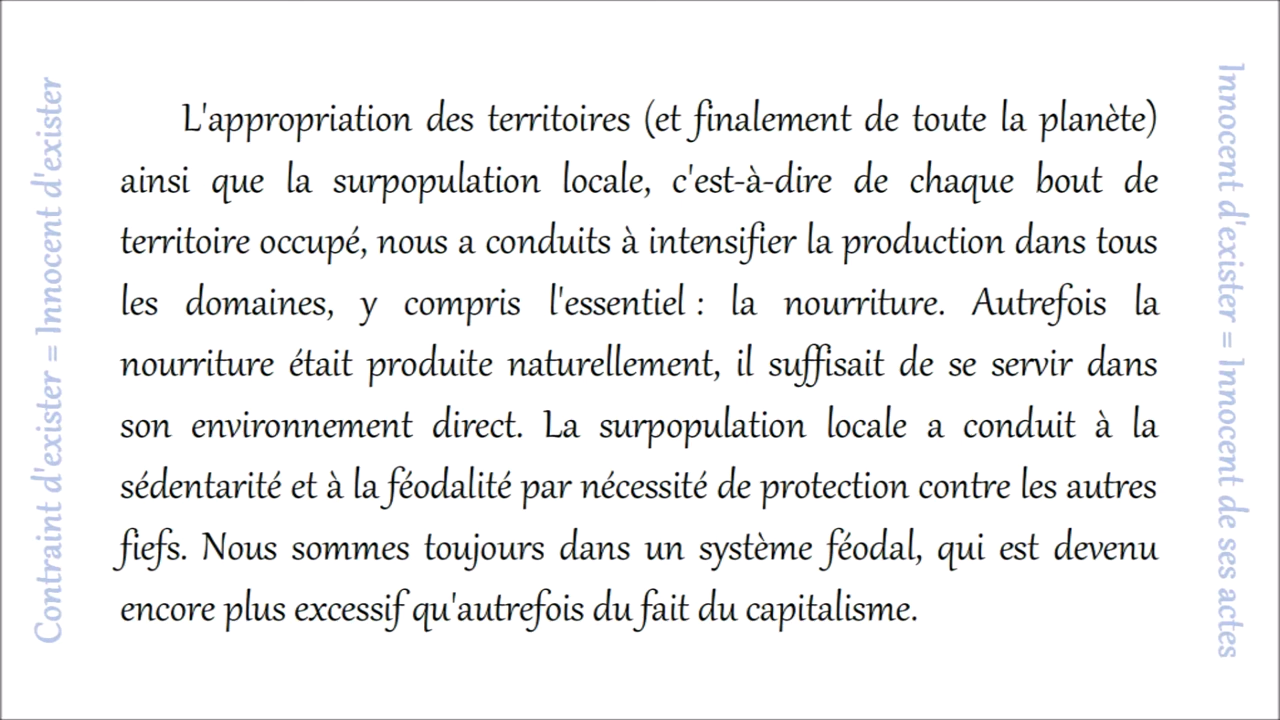 Contraint d'exister = Innocent d'exister
L'appropriation des territoires (et finalement de toute la planète)
ainsi que la surpopulation locale, c'est-à-dire de chaque bout de
territoire occupé, nous a conduits à intensifier la production dans tous
les domaines, y compris l'essentiel : la nourriture. Autrefois la
nourriture était produite naturellement, il suffisait de se servir dans
son environnement direct. La surpopulation locale a conduit à la
sédentarité et à la féodalité par nécessité de protection contre les autres
fiefs. Nous sommes toujours dans un système féodal, qui est devenu
encore plus excessif qu'autrefois du fait du capitalisme.
Innocent d'exister = Innocent de ses actes